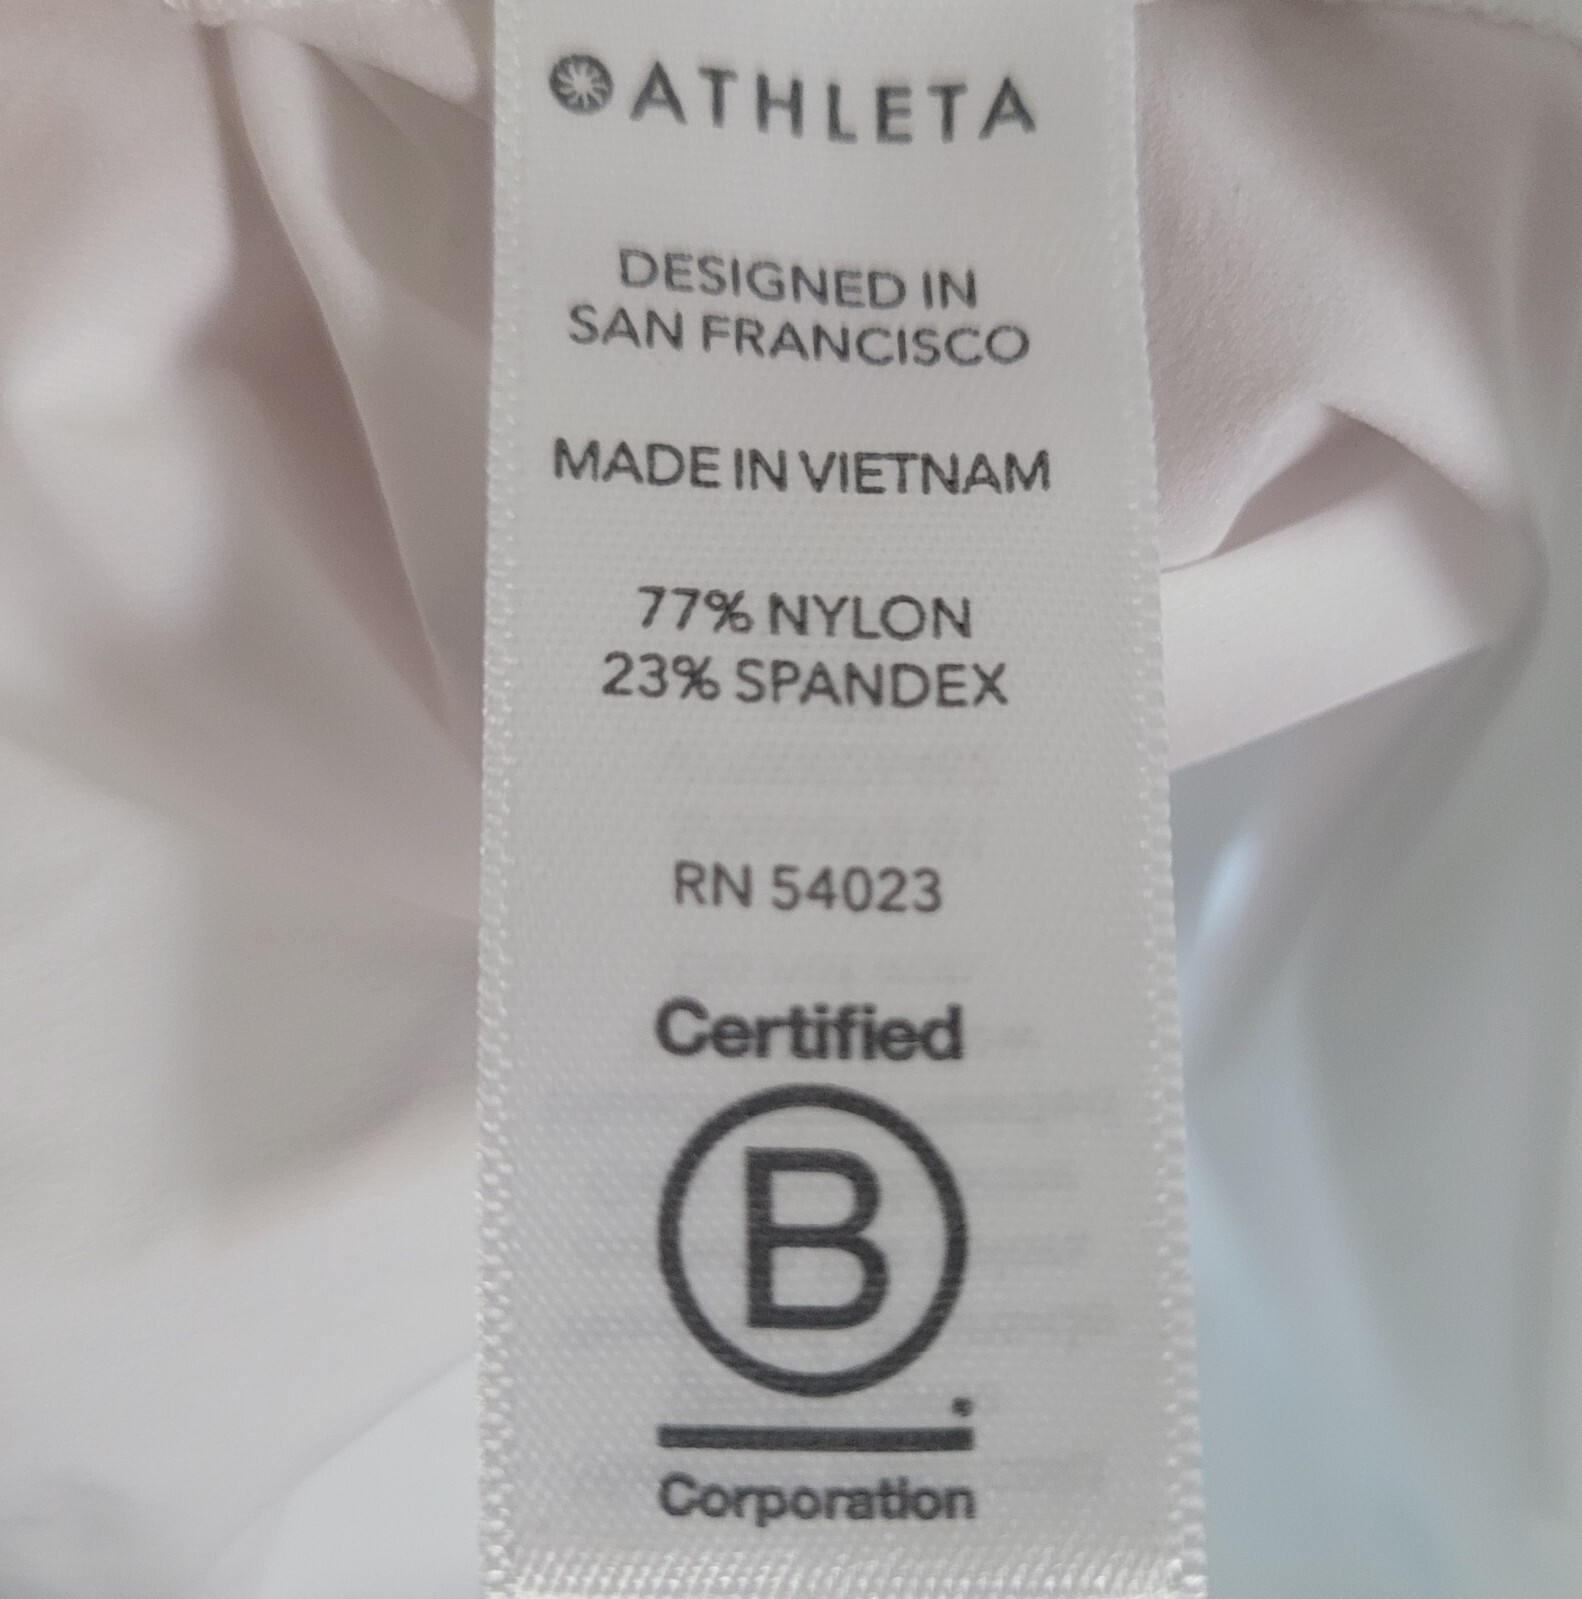 ATHLETA
DESIGNED IN
SAN FRANCISCO
MADE IN VIETNAM
77% NYLON
23% SPANDEX
RN 54023
Certified
B
Corporation